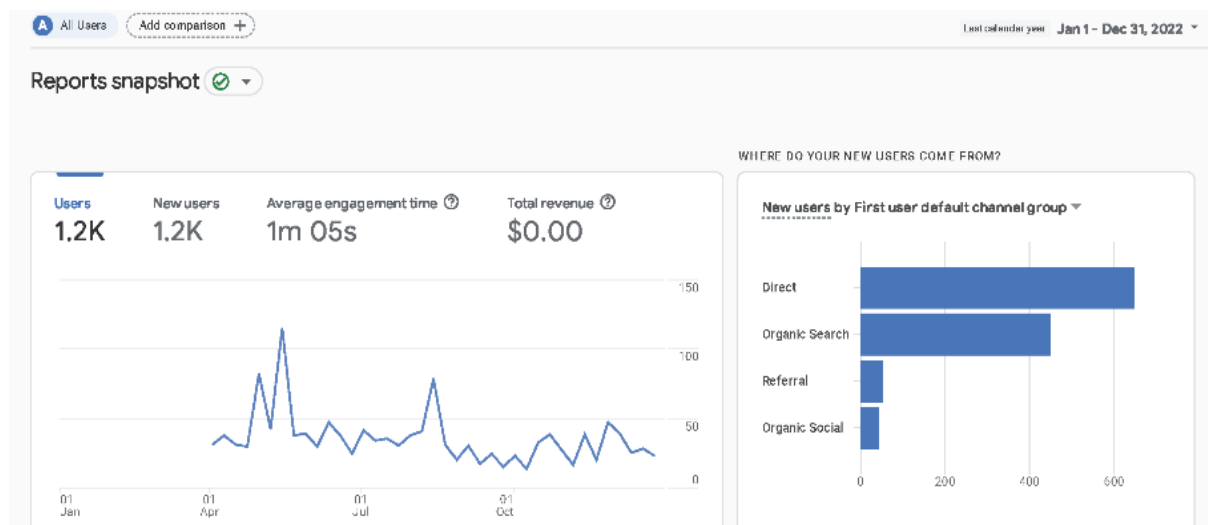 A All Users Add comparison + Last calendar year Jan 1 - Dec 31, 2022
Reports snapshot
WHERE DO YOUR NEW USERS COME FROM?
Users New users Average engagement time Total revenue
1.2K 1.2K 1m 05s $0.00
150
100
50
0
01 Jan
01 Apr
01 Jul
01 Oct
New users by First user default channel group
Direct
Organic Search
Referral
Organic Social
0 200 400 600